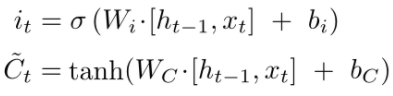 i_t = σ (W_i·[h_{t−1}, x_t] + b_i)
C̃_t = tanh(W_C·[h_{t−1}, x_t] + b_C)